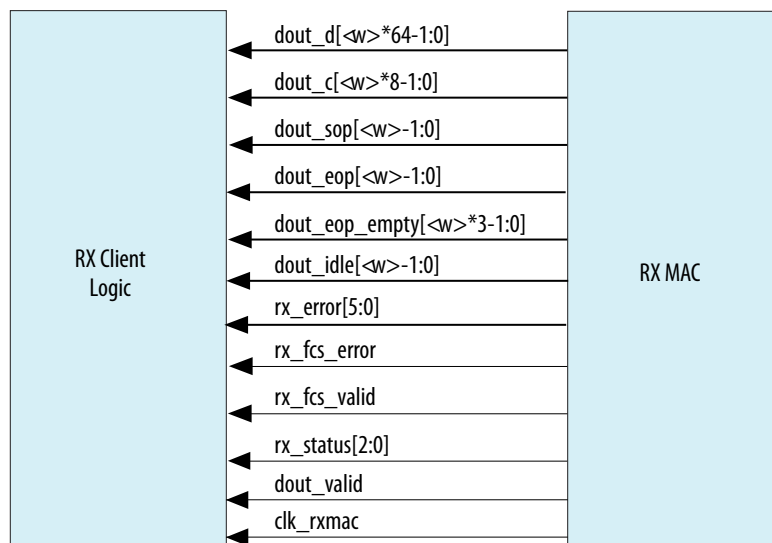 dout_d[<w>*64-1:0]
dout_c[<w>*8-1:0]
dout_sop[<w>-1:0]
dout_eop[<w>-1:0]
dout_eop_empty[<w>*3-1:0]
dout_idle[<w>-1:0]
rx_error[5:0]
rx_fcs_error
rx_fcs_valid
rx_status[2:0]
dout_valid
clk_rxmac
RX Client
Logic
RX MAC